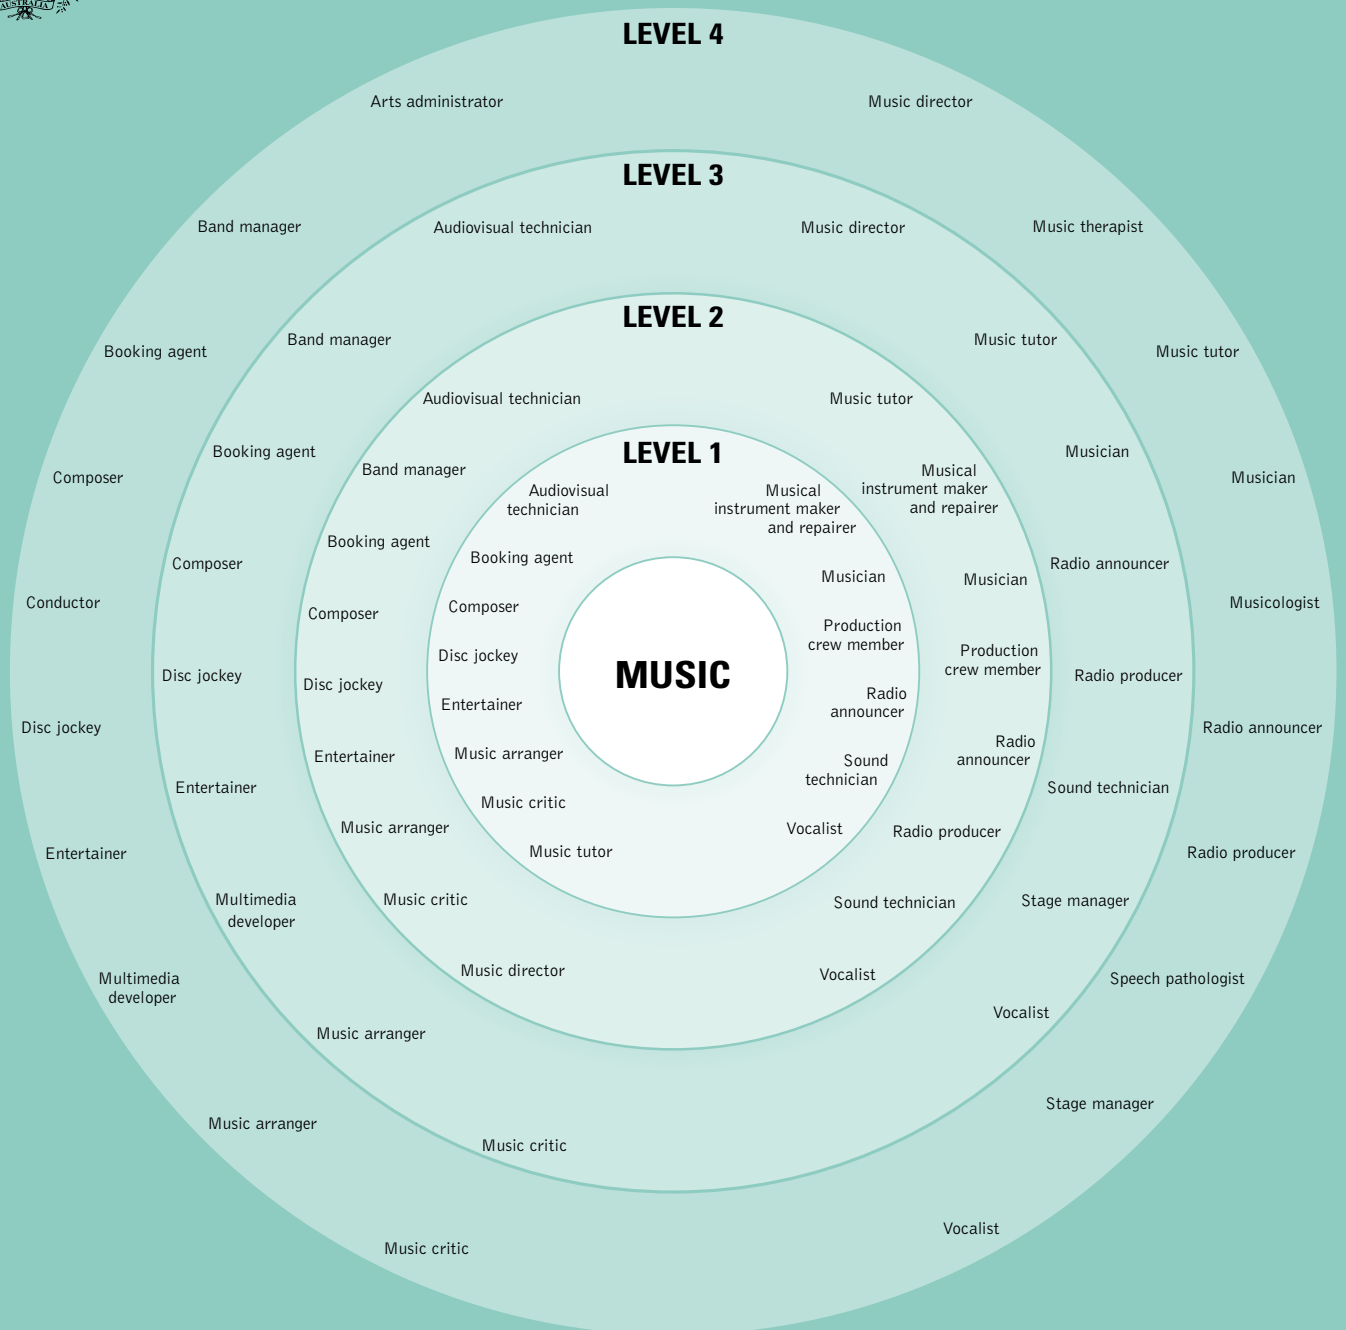 AUSTRALIA
LEVEL 4
Arts administrator
Music director
Band manager
Music therapist
Booking agent
Music tutor
Composer
Musician
Conductor
Musicologist
Disc jockey
Radio announcer
Entertainer
Radio producer
Multimedia
developer
Speech pathologist
Music arranger
Stage manager
Music critic
Vocalist
LEVEL 3
Audiovisual technician
Music director
Band manager
Music tutor
Booking agent
Musician
Composer
Radio announcer
Disc jockey
Radio producer
Entertainer
Sound technician
Multimedia
developer
Stage manager
Music arranger
Vocalist
Music critic
LEVEL 2
Audiovisual technician
Music tutor
Band manager
Musical
instrument maker
and repairer
Booking agent
Musician
Composer
Production
crew member
Disc jockey
Radio
announcer
Entertainer
Radio producer
Music arranger
Sound technician
Music critic
Vocalist
Music director
LEVEL 1
Audiovisual
technician
Musical
instrument maker
and repairer
Booking agent
Musician
Composer
Production
crew member
Disc jockey
Radio
announcer
Entertainer
Sound
technician
Music arranger
Vocalist
Music critic
Music tutor
MUSIC